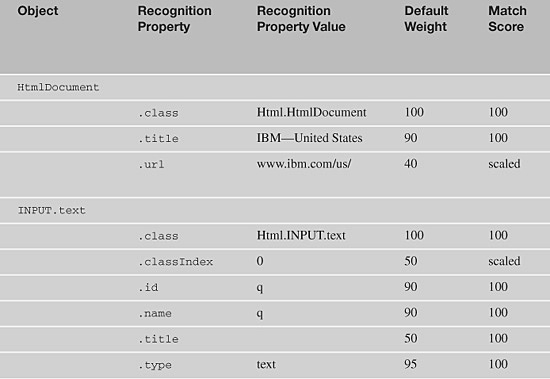 Object Recognition Property Recognition Property Value Default Weight Match Score
HtmlDocument
.class Html.HtmlDocument 100 100
.title IBM—United States 90 100
.url www.ibm.com/us/ 40 scaled
INPUT.text
.class Html.INPUT.text 100 100
.classIndex 0 50 scaled
.id q 90 100
.name q 90 100
.title 50 100
.type text 95 100